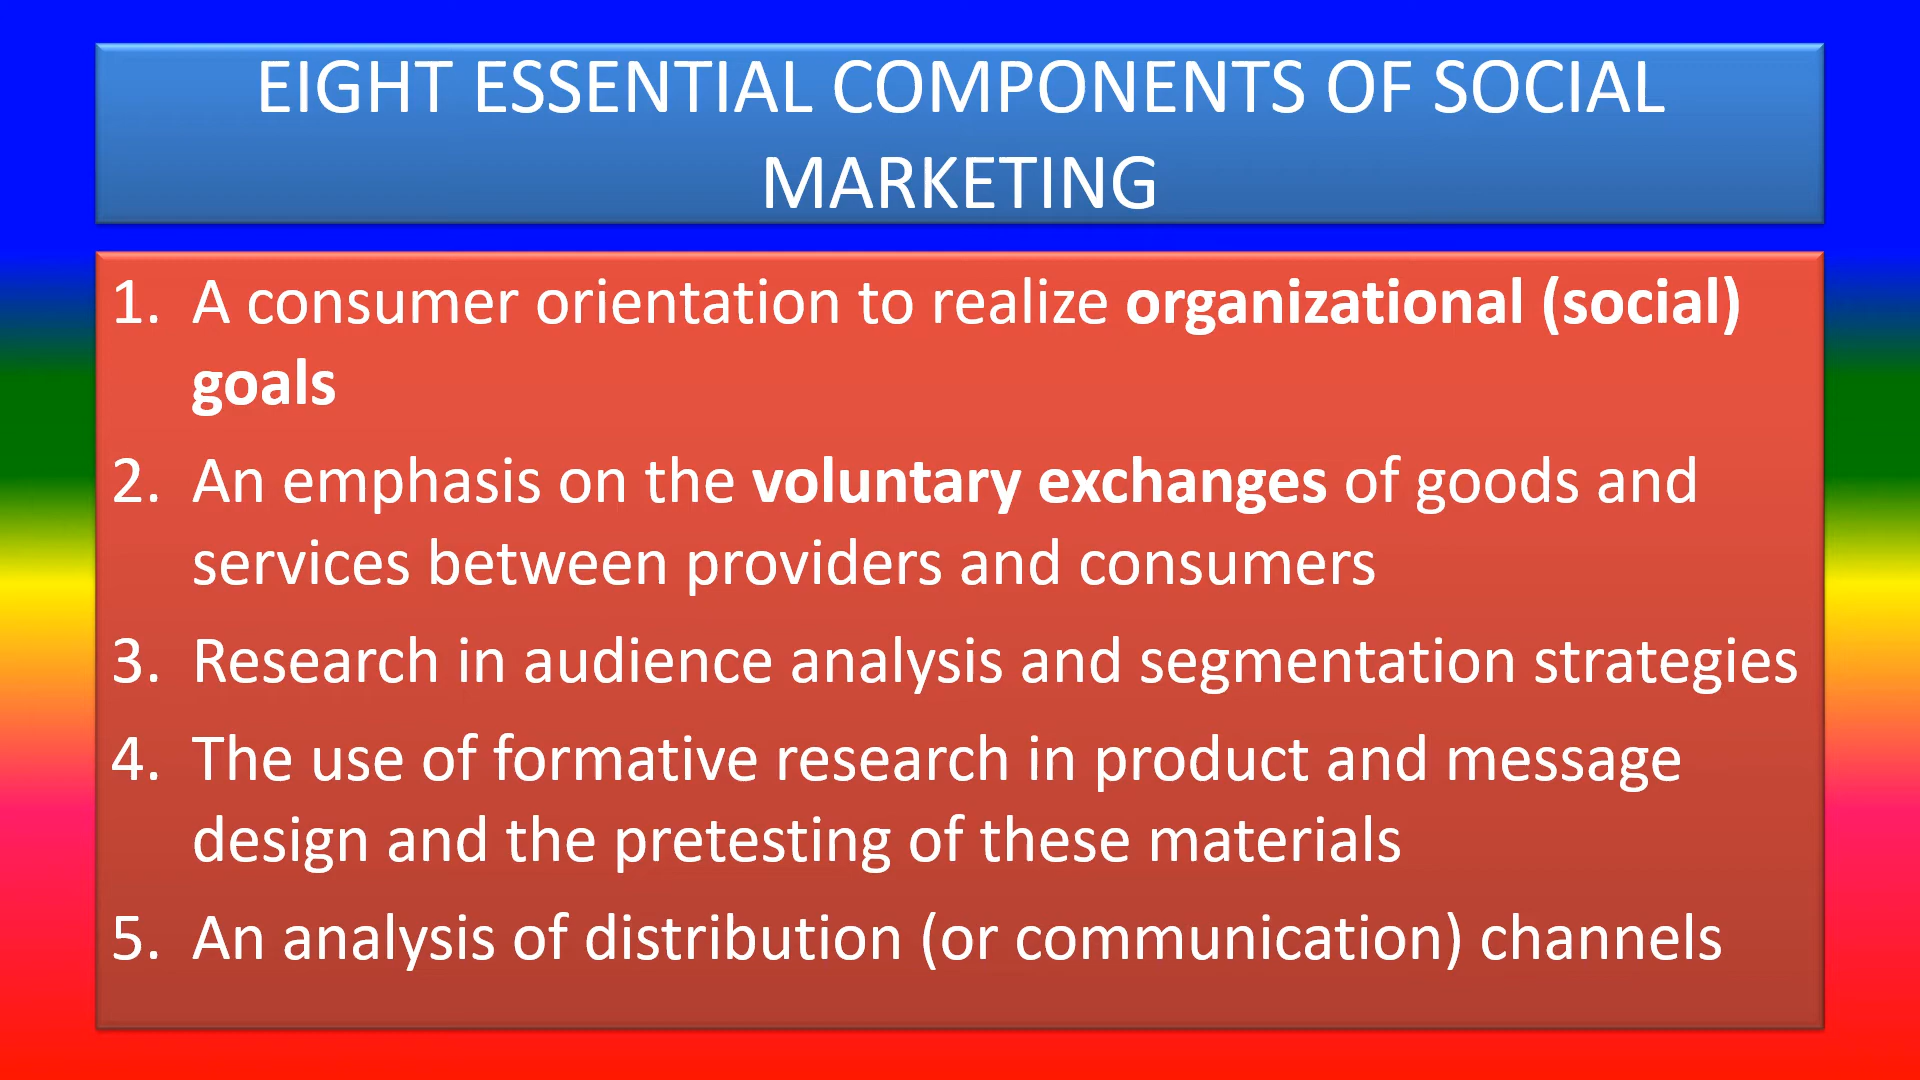 EIGHT ESSENTIAL COMPONENTS OF SOCIAL
MARKETING
1. A consumer orientation to realize organizational (social)
goals
2. An emphasis on the voluntary exchanges of goods and
services between providers and consumers
3. Research in audience analysis and segmentation strategies
4. The use of formative research in product and message
design and the pretesting of these materials
5. An analysis of distribution (or communication) channels